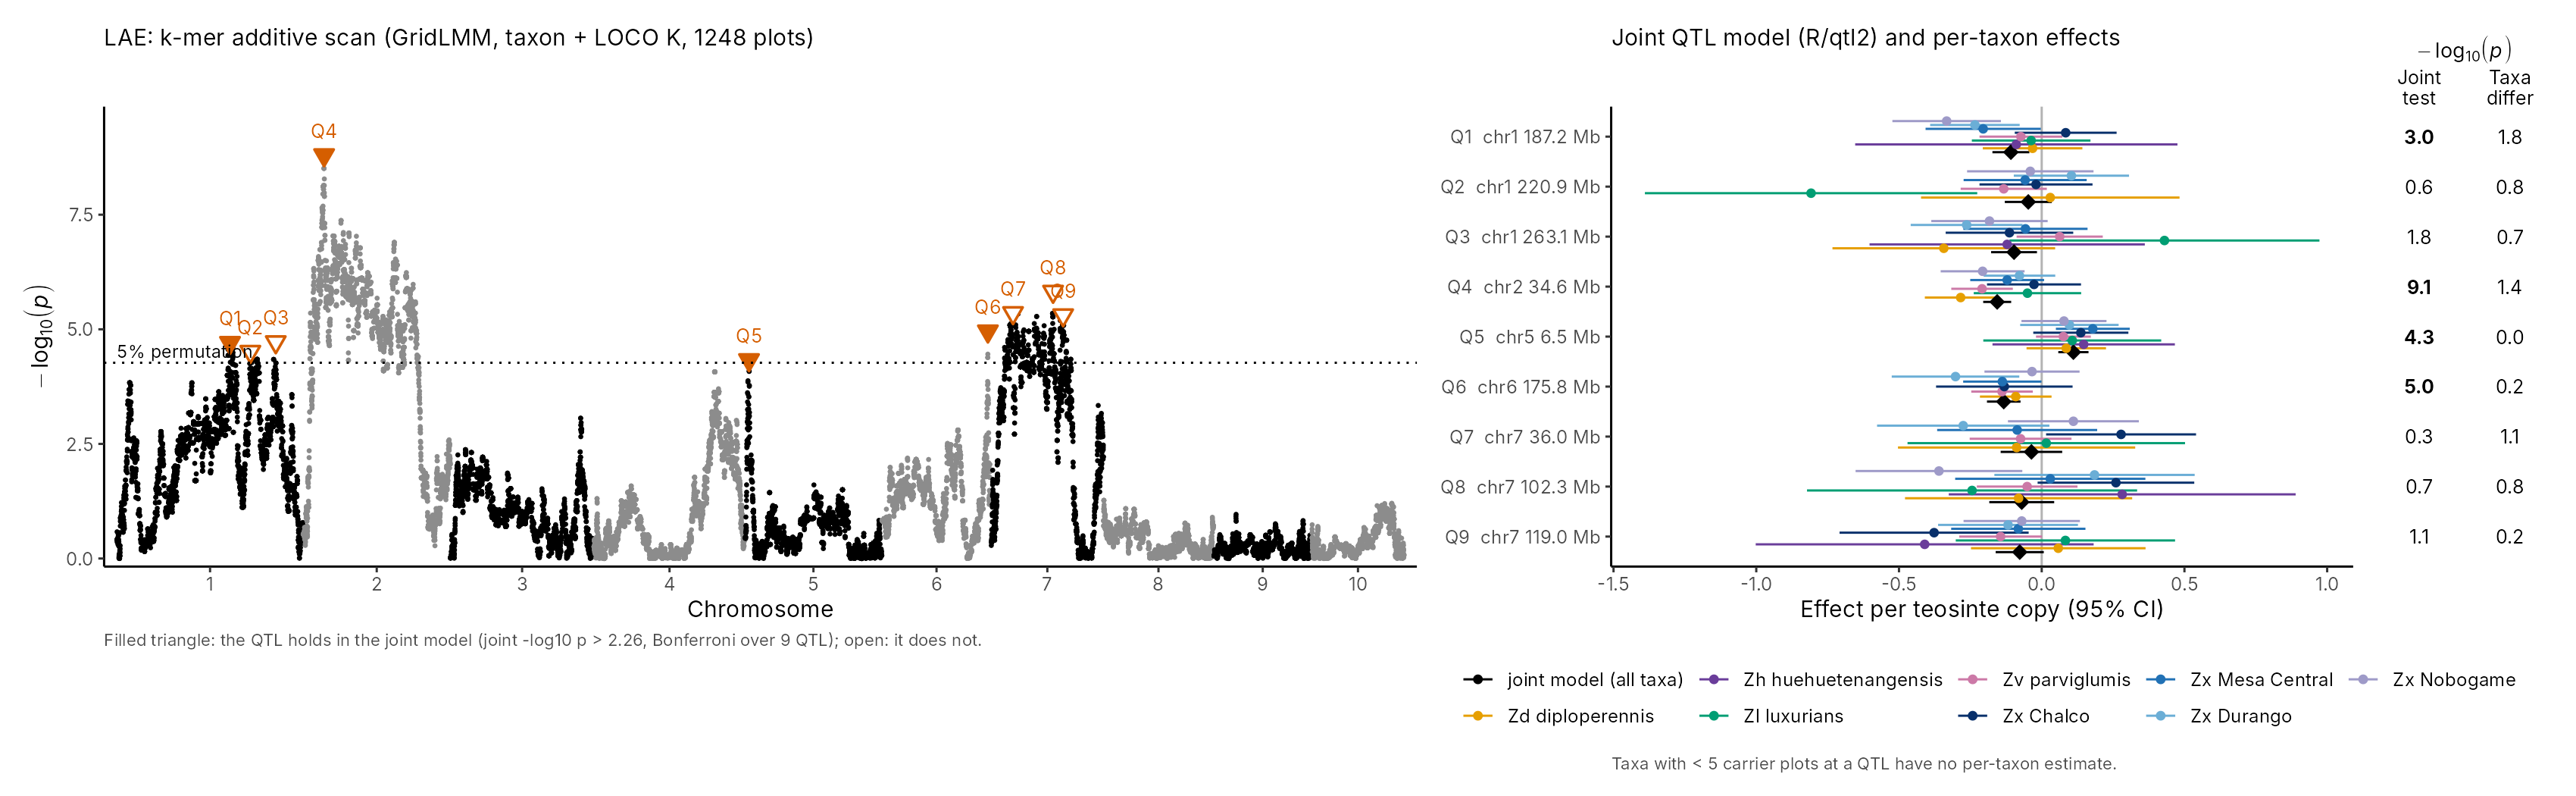 LAE: k-mer additive scan (GridLMM, taxon + LOCO K, 1248 plots)
−log10(p)
7.5
5.0
2.5
0.0
5% permutation
Q1
Q2
Q3
Q4
Q5
Q6
Q7
Q8
Q9
1 2 3 4 5 6 7 8 9 10
Chromosome
Filled triangle: the QTL holds in the joint model (joint -log10 p > 2.26, Bonferroni over 9 QTL); open: it does not.
Joint QTL model (R/qtl2) and per-taxon effects
−log10(p)
Joint test
Taxa differ
Q1 chr1 187.2 Mb 3.0 1.8
Q2 chr1 220.9 Mb 0.6 0.8
Q3 chr1 263.1 Mb 1.8 0.7
Q4 chr2 34.6 Mb 9.1 1.4
Q5 chr5 6.5 Mb 4.3 0.0
Q6 chr6 175.8 Mb 5.0 0.2
Q7 chr7 36.0 Mb 0.3 1.1
Q8 chr7 102.3 Mb 0.7 0.8
Q9 chr7 119.0 Mb 1.1 0.2
-1.5 -1.0 -0.5 0.0 0.5 1.0
Effect per teosinte copy (95% CI)
joint model (all taxa) Zh huehuetenangensis Zv parviglumis Zx Mesa Central Zx Nobogame
Zd diploperennis Zl luxurians Zx Chalco Zx Durango
Taxa with < 5 carrier plots at a QTL have no per-taxon estimate.